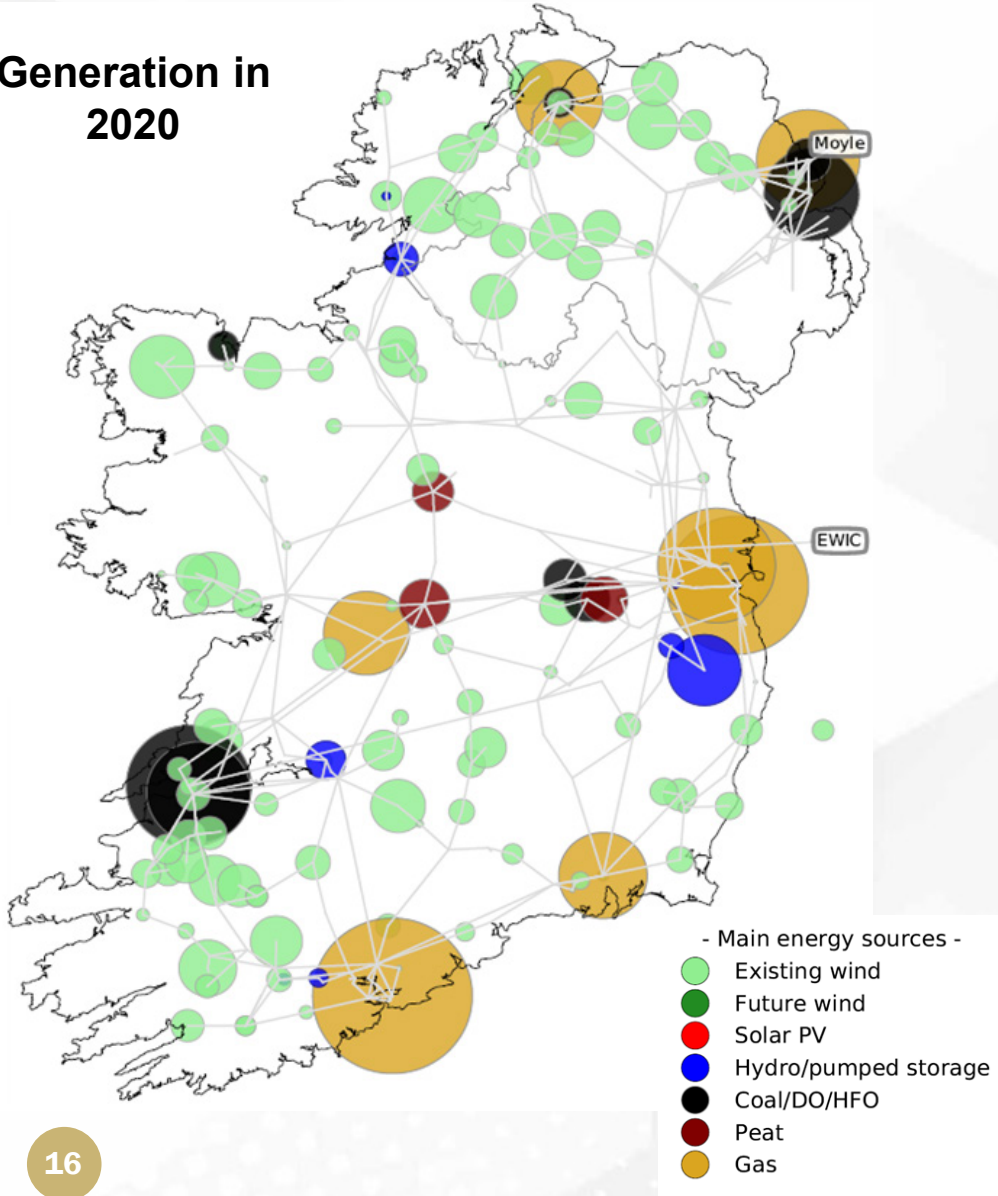 Generation in
2020
Moyle
EWIC
- Main energy sources -
Existing wind
Future wind
Solar PV
Hydro/pumped storage
Coal/DO/HFO
Peat
Gas
16